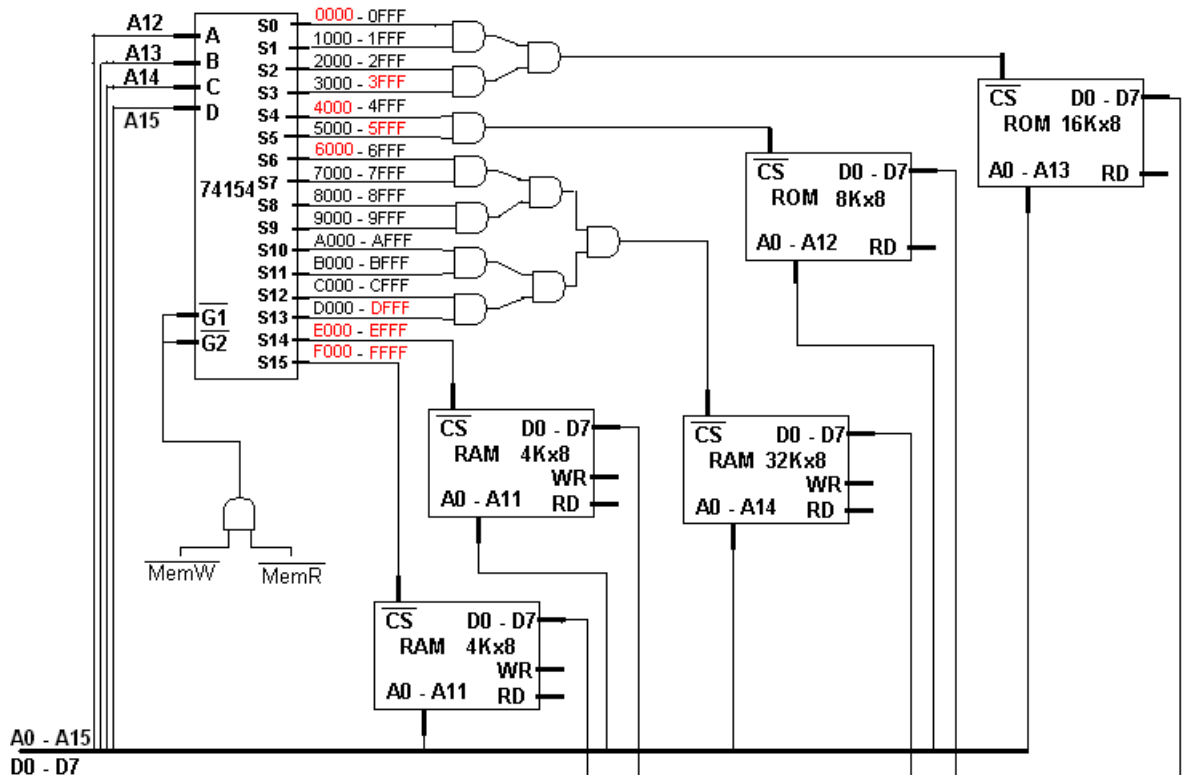 A12
A13
A14
A15
A
B
C
D
74154
G1
G2
S0 0000 - 0FFF
S1 1000 - 1FFF
S2 2000 - 2FFF
S3 3000 - 3FFF
S4 4000 - 4FFF
S5 5000 - 5FFF
S6 6000 - 6FFF
S7 7000 - 7FFF
S8 8000 - 8FFF
S9 9000 - 9FFF
S10 A000 - AFFF
S11 B000 - BFFF
S12 C000 - CFFF
S13 D000 - DFFF
S14 E000 - EFFF
S15 F000 - FFFF
CS D0 - D7
ROM 16Kx8
A0 - A13 RD
CS D0 - D7
ROM 8Kx8
A0 - A12 RD
CS D0 - D7
RAM 4Kx8
WR
A0 - A11 RD
CS D0 - D7
RAM 32Kx8
WR
A0 - A14 RD
MemW MemR
CS D0 - D7
RAM 4Kx8
WR
A0 - A11 RD
A0 - A15
D0 - D7